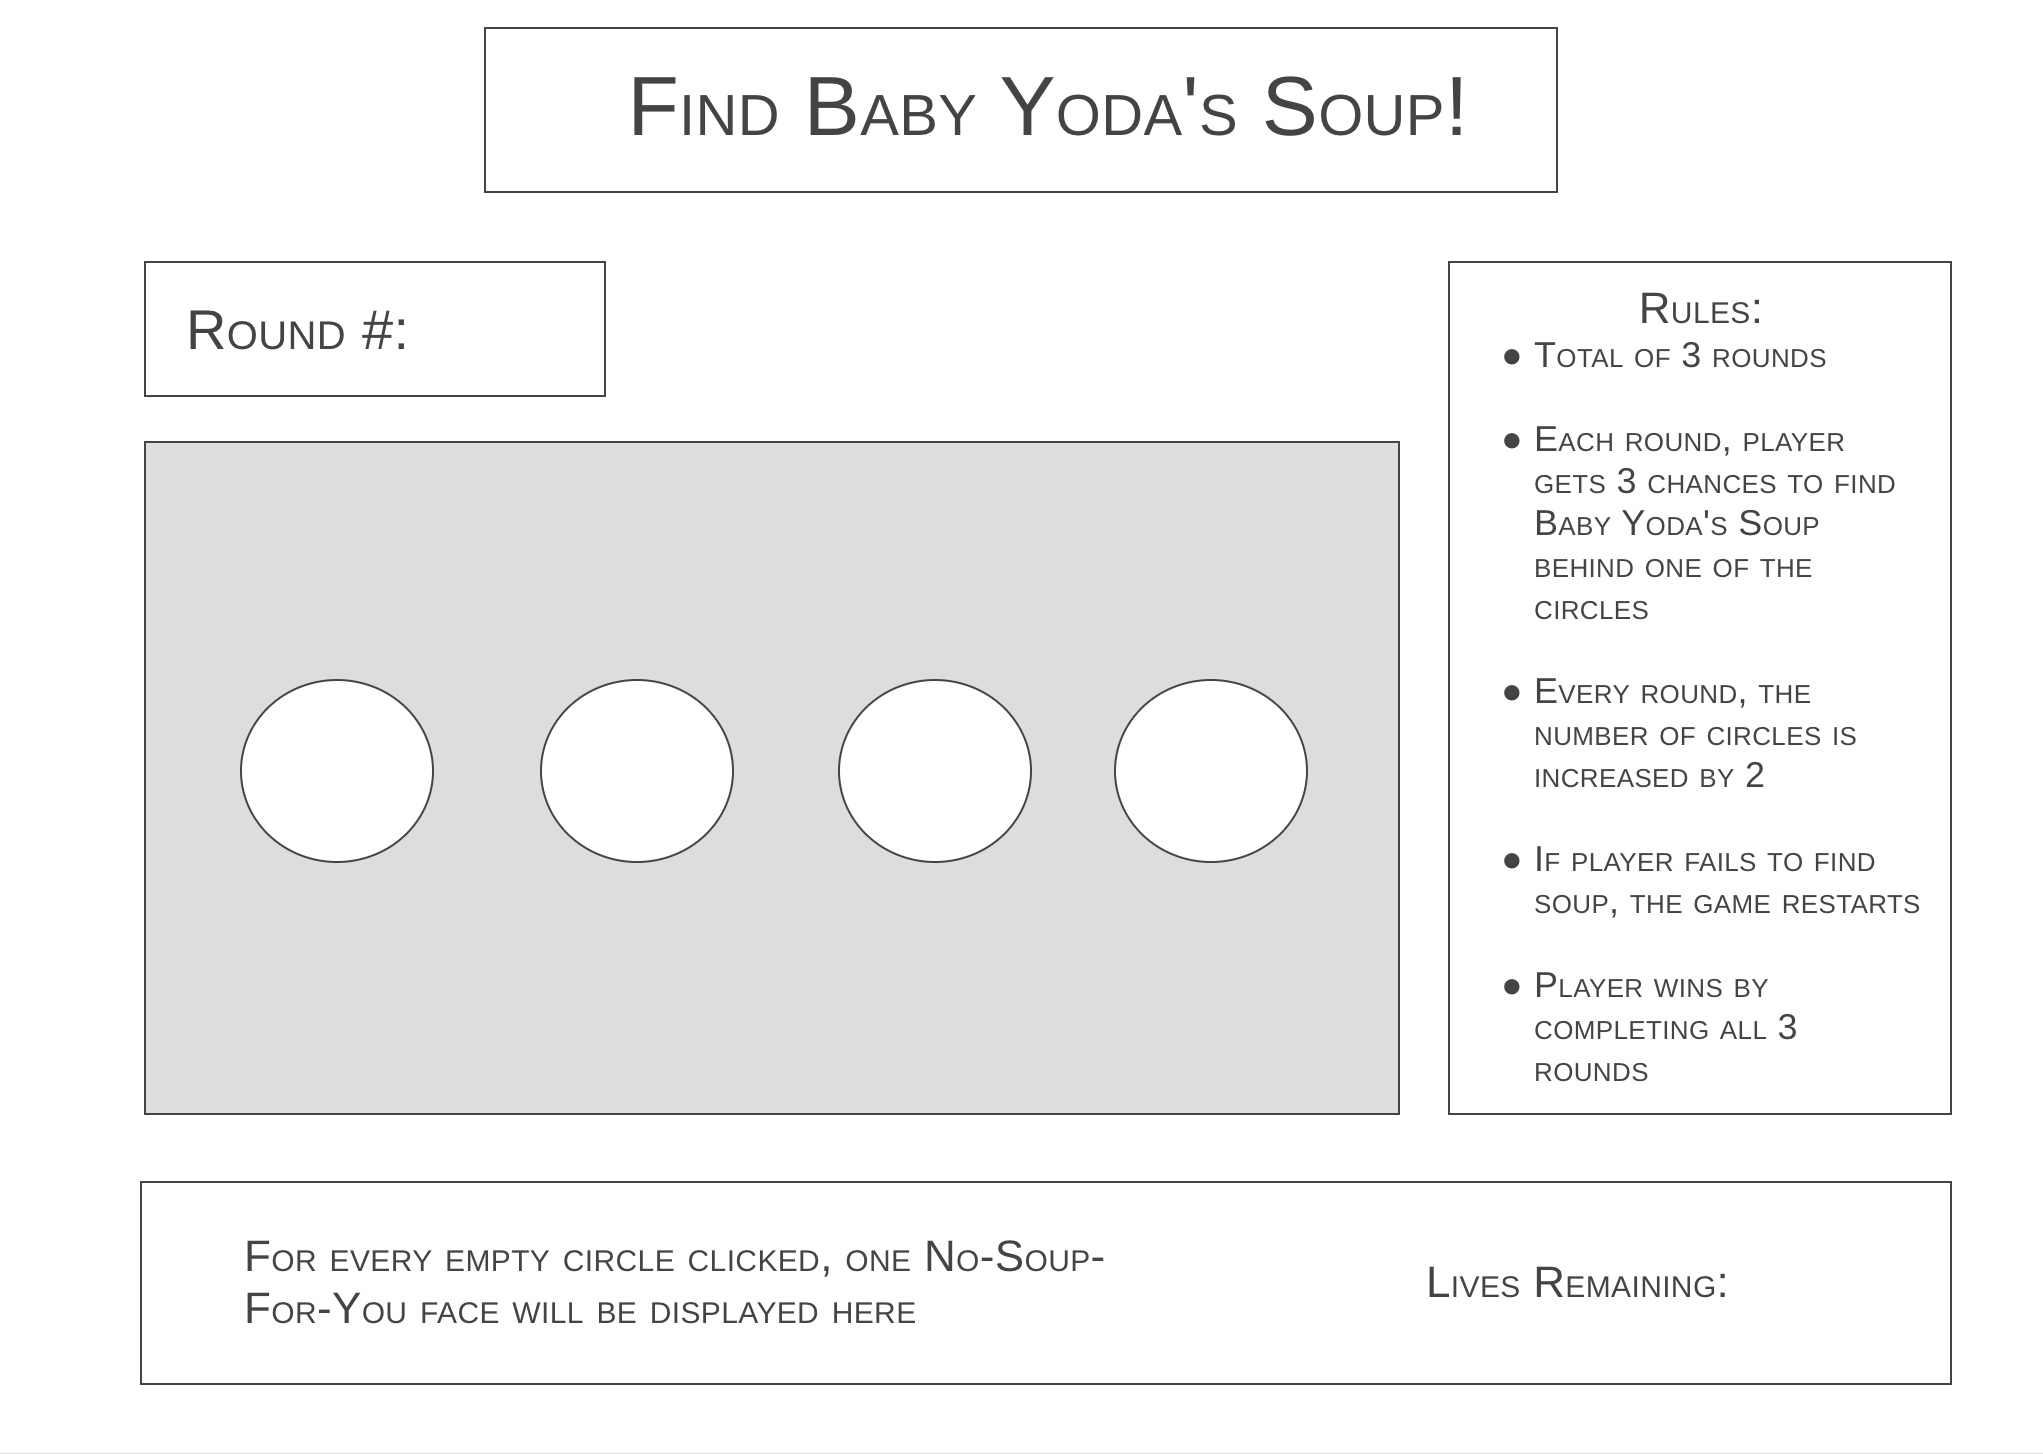 Find Baby Yoda's Soup!
Round #:
Rules:
● Total of 3 rounds
● Each round, player
gets 3 chances to find
Baby Yoda's Soup
behind one of the
circles
● Every round, the
number of circles is
increased by 2
● If player fails to find
soup, the game restarts
● Player wins by
completing all 3
rounds
For every empty circle clicked, one No-Soup-
For-You face will be displayed here
Lives Remaining: